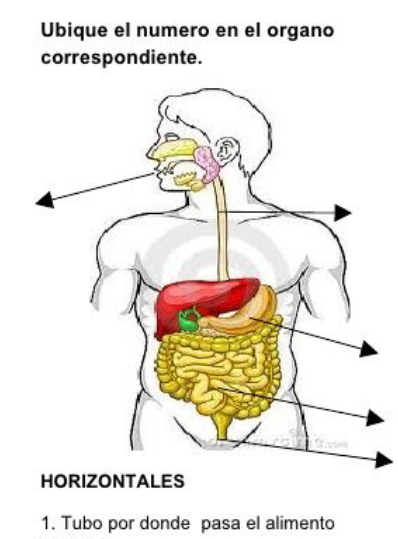 Ubique el numero en el organo
correspondiente.
HORIZONTALES
1. Tubo por donde  pasa el alimento